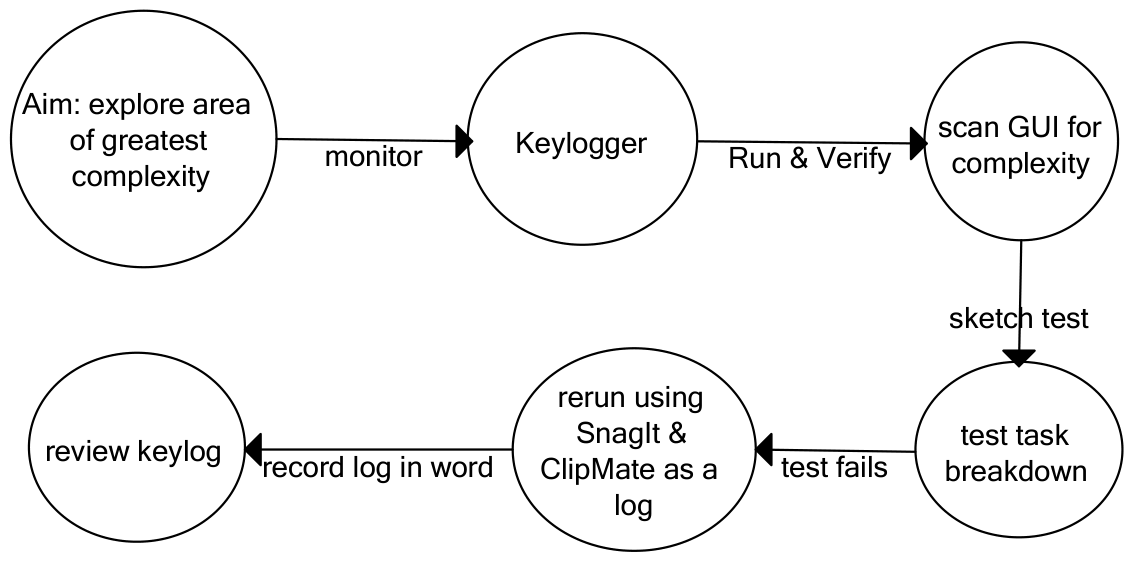 Aim: explore area
of greatest
complexity
monitor
Keylogger
Run & Verify
scan GUI for
complexity
sketch test
test task
breakdown
test fails
rerun using
SnagIt &
ClipMate as a
log
record log in word
review keylog